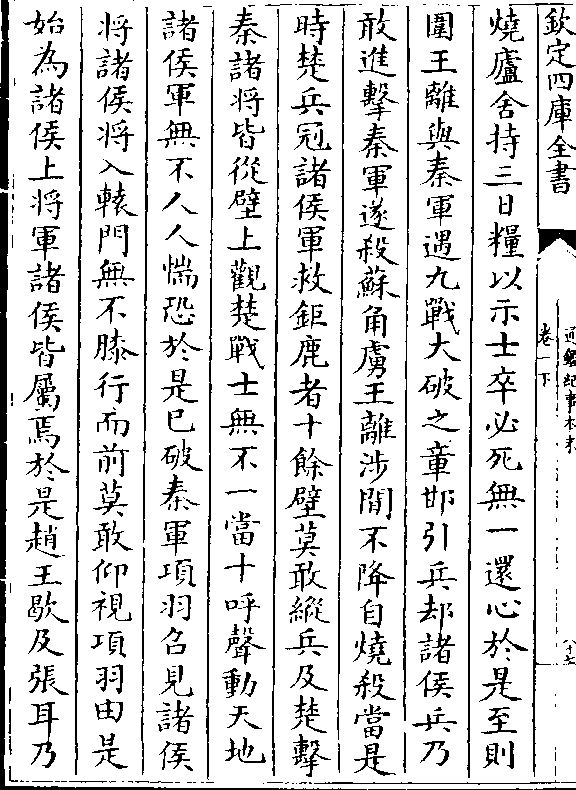 欽定四庫全書
通鑑紀事本末
卷一下
燒廬舍持三日糧以示士卒必死無一還心於是至則
圍王離與秦軍遇九戰大破之章邯引兵却諸侯兵乃
敢進擊秦軍遂殺蘇角虜王離涉間不降自燒殺當是
時楚兵冠諸侯軍救鉅鹿者十餘壁莫敢縱兵及楚擊
秦諸將皆從壁上觀楚戰士無不一當十呼聲動天地
諸侯軍無不人人惴恐於是已破秦軍項羽召見諸侯
将諸侯将入轅門無不膝行而前莫敢仰視項羽由是
始為諸侯上将軍諸侯皆屬焉於是趙王歇及張耳乃